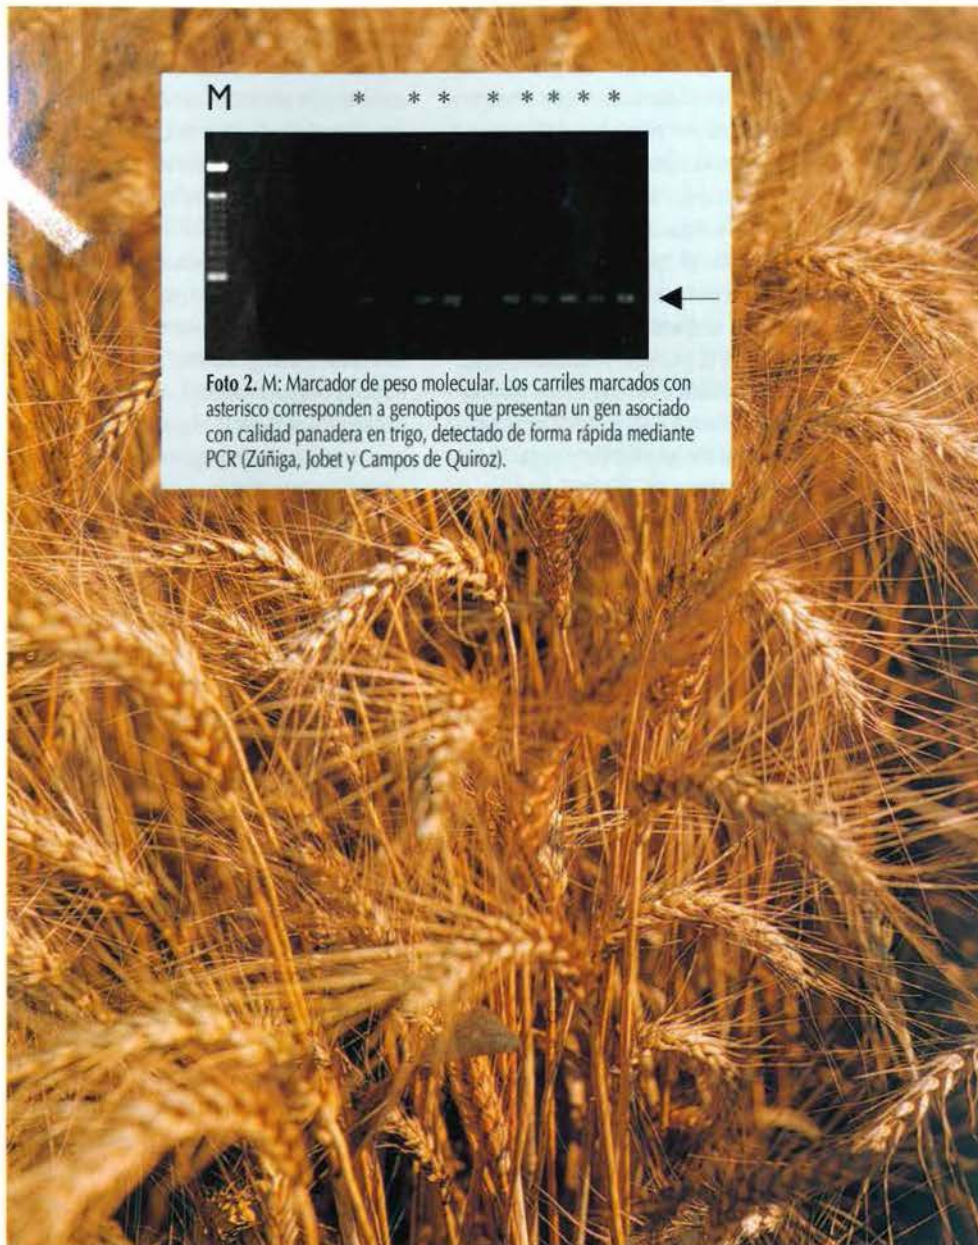 M * * * * * * * *
Foto 2. M: Marcador de peso molecular. Los carriles marcados con
asterisco corresponden a genotipos que presentan un gen asociado
con calidad panadera en trigo, detectado de forma rápida mediante
PCR (Zúñiga, Jobet y Campos de Quiroz).